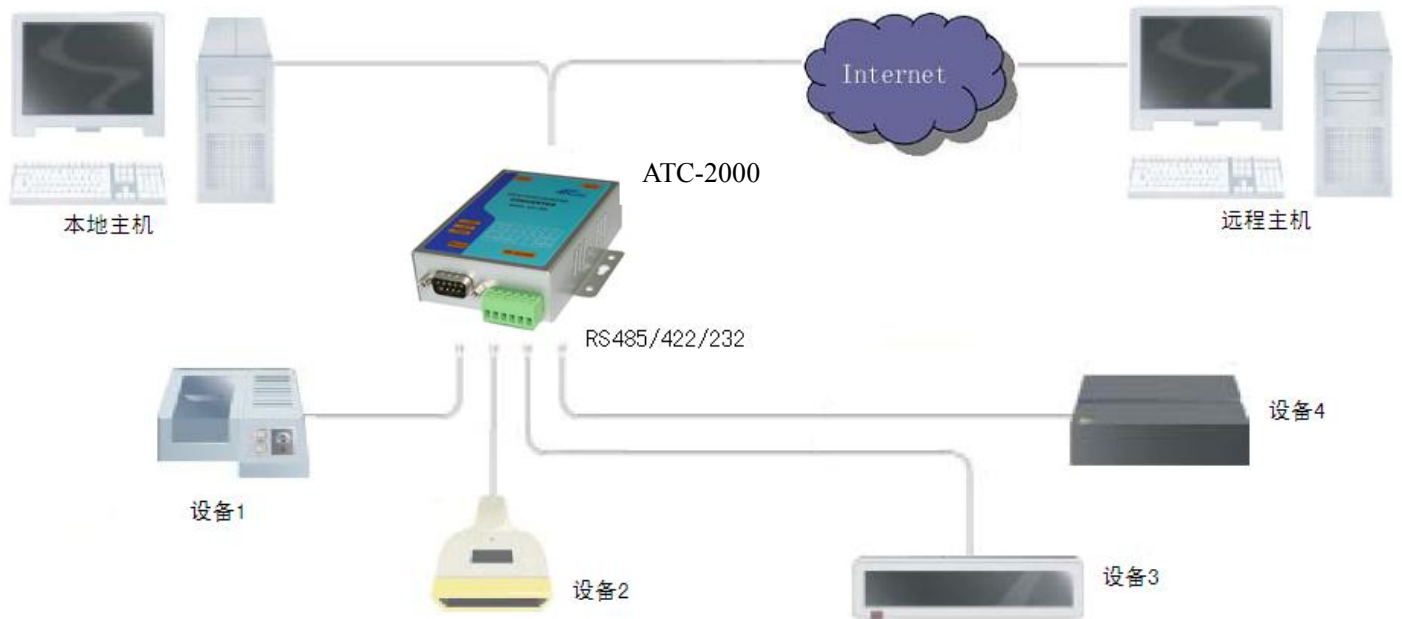 Internet
ATC-2000
本地主机
远程主机
CONVERTER
RS485/422/232
设备4
设备1
设备2
设备3